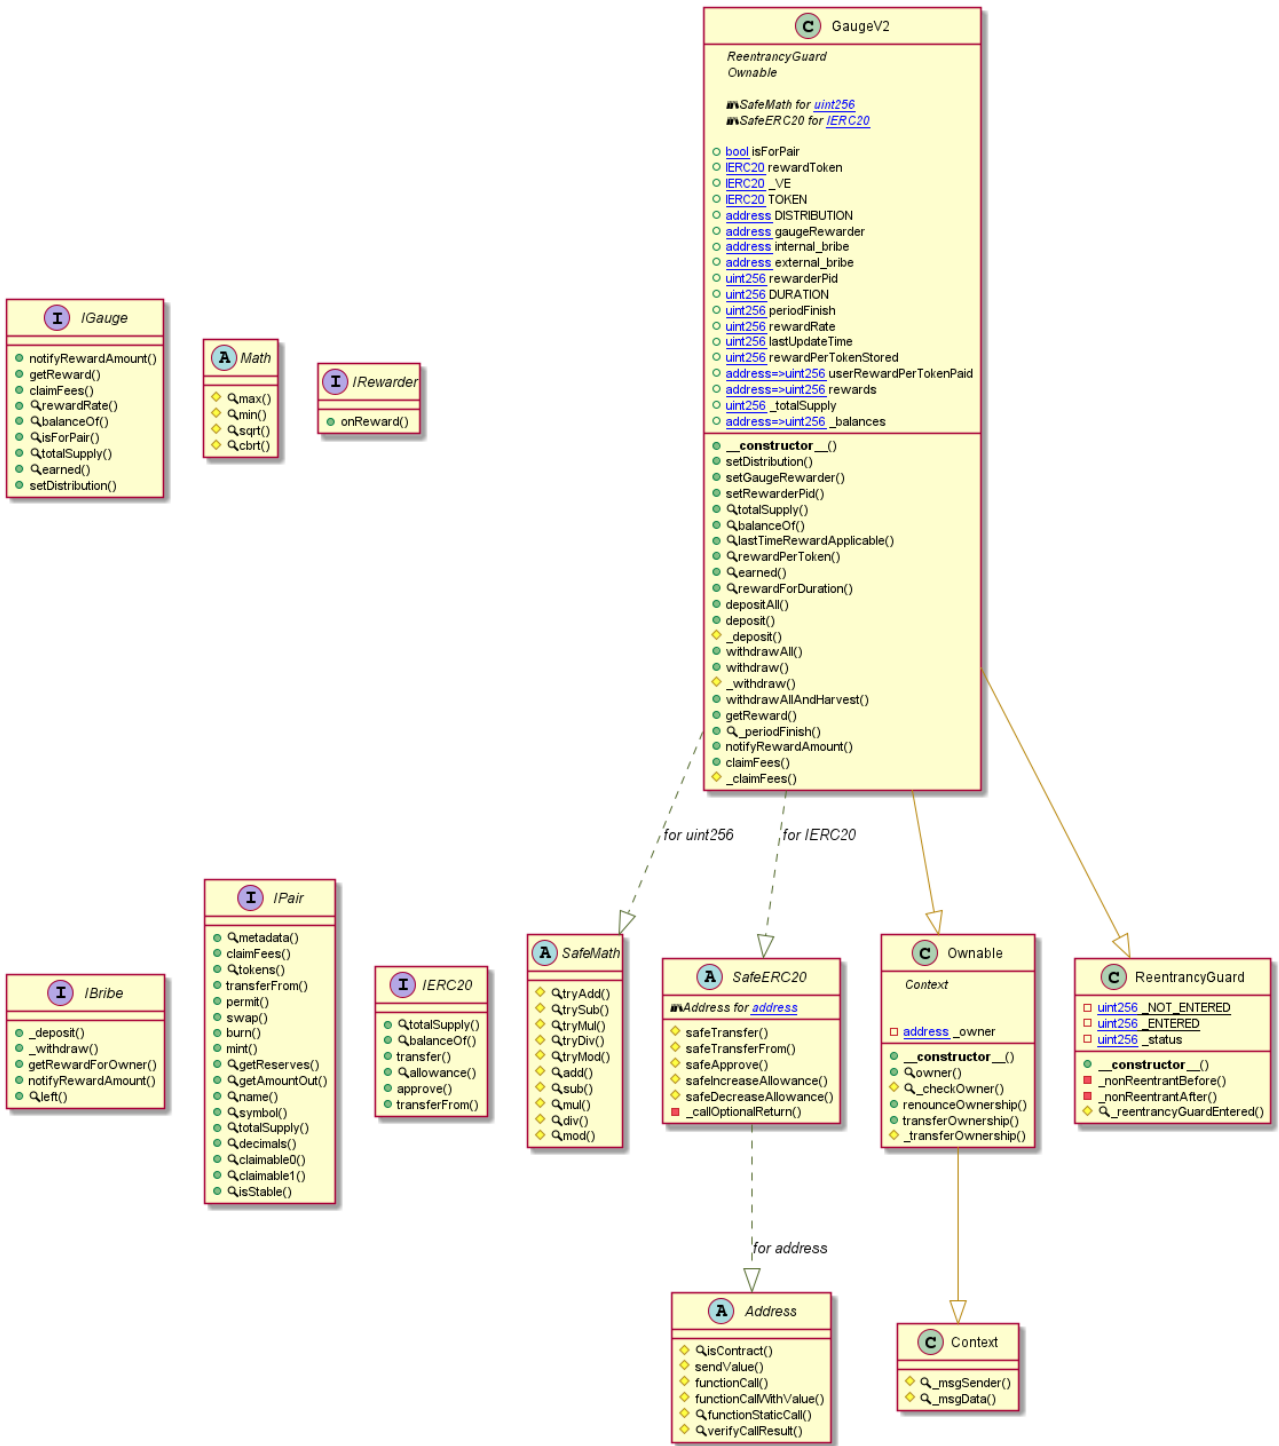 C GaugeV2
ReentrancyGuard
Ownable
SafeMath for uint256
SafeERC20 for IERC20
bool isForPair
IERC20 rewardToken
IERC20 _VE
IERC20 TOKEN
address DISTRIBUTION
address gaugeRewarder
address internal_bribe
address external_bribe
uint256 rewarderPid
uint256 DURATION
uint256 periodFinish
uint256 rewardRate
uint256 lastUpdateTime
uint256 rewardPerTokenStored
address=>uint256 userRewardPerTokenPaid
address=>uint256 rewards
uint256 _totalSupply
address=>uint256 _balances
__constructor__()
setDistribution()
setGaugeRewarder()
setRewarderPid()
totalSupply()
balanceOf()
lastTimeRewardApplicable()
rewardPerToken()
earned()
rewardForDuration()
depositAll()
deposit()
_deposit()
withdrawAll()
withdraw()
_withdraw()
withdrawAllAndHarvest()
getReward()
_periodFinish()
notifyRewardAmount()
claimFees()
_claimFees()
I IGauge
notifyRewardAmount()
getReward()
claimFees()
rewardRate()
balanceOf()
isForPair()
totalSupply()
earned()
setDistribution()
A Math
max()
min()
sqrt()
cbrt()
I IRewarder
onReward()
for uint256
for IERC20
I IBribe
_deposit()
_withdraw()
getRewardForOwner()
notifyRewardAmount()
left()
I IPair
metadata()
claimFees()
tokens()
transferFrom()
permit()
swap()
burn()
mint()
getReserves()
getAmountOut()
name()
symbol()
totalSupply()
decimals()
claimable0()
claimable1()
isStable()
I IERC20
totalSupply()
balanceOf()
transfer()
allowance()
approve()
transferFrom()
A SafeMath
tryAdd()
trySub()
tryMul()
tryDiv()
tryMod()
add()
sub()
mul()
div()
mod()
A SafeERC20
Address for address
safeTransfer()
safeTransferFrom()
safeApprove()
safeIncreaseAllowance()
safeDecreaseAllowance()
_callOptionalReturn()
C Ownable
Context
address _owner
__constructor__()
owner()
_checkOwner()
renounceOwnership()
transferOwnership()
_transferOwnership()
C ReentrancyGuard
uint256 _NOT_ENTERED
uint256 _ENTERED
uint256 _status
__constructor__()
_nonReentrantBefore()
_nonReentrantAfter()
_reentrancyGuardEntered()
for address
A Address
isContract()
sendValue()
functionCall()
functionCallWithValue()
functionStaticCall()
verifyCallResult()
C Context
_msgSender()
_msgData()